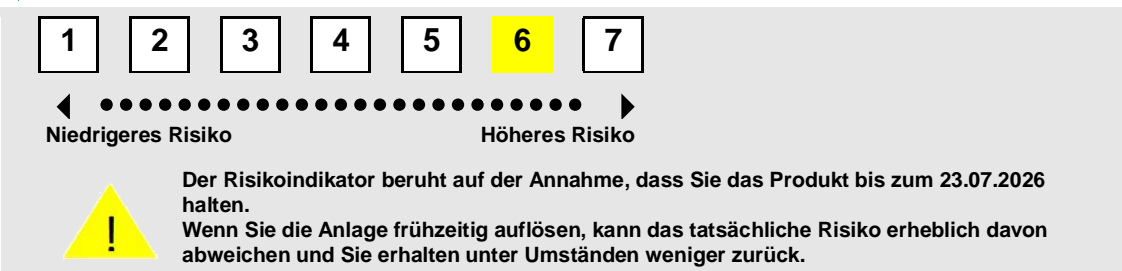 1 2 3 4 5 6 7
Niedrigeres Risiko Höheres Risiko
Der Risikoindikator beruht auf der Annahme, dass Sie das Produkt bis zum 23.07.2026
halten.
Wenn Sie die Anlage frühzeitig auflösen, kann das tatsächliche Risiko erheblich davon
abweichen und Sie erhalten unter Umständen weniger zurück.
!